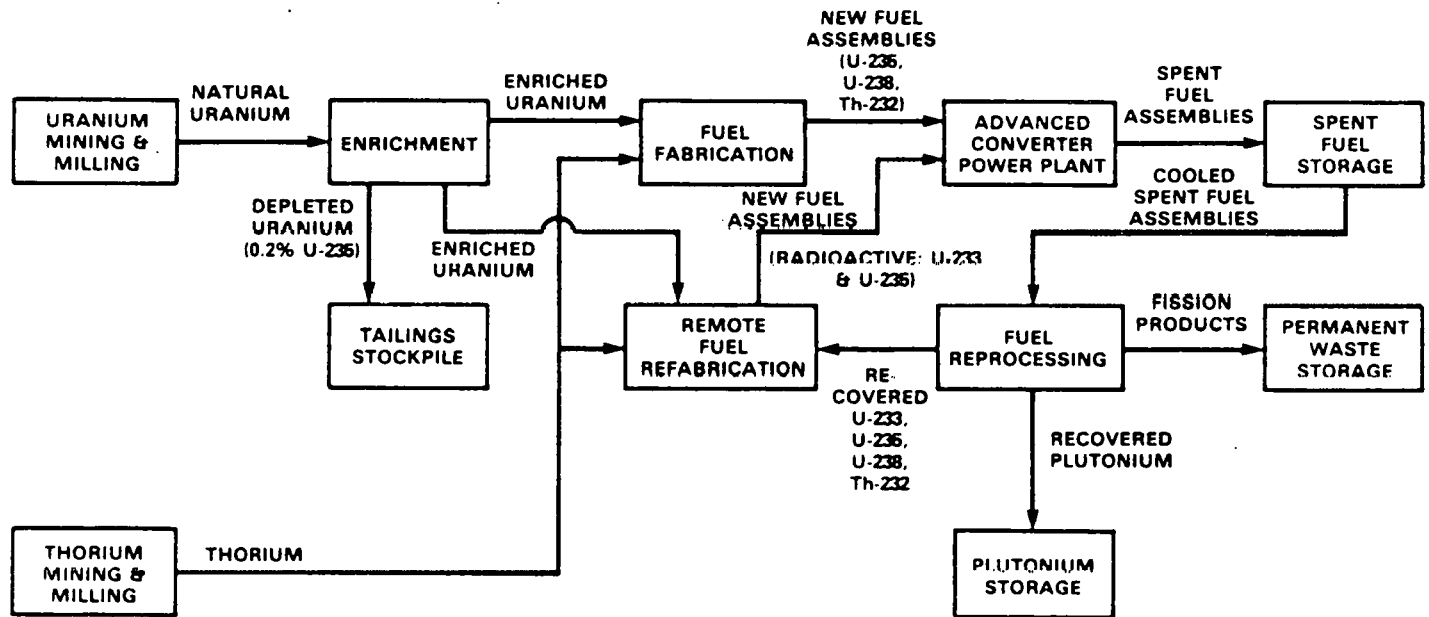 URANIUM
MINING &
MILLING
NATURAL
URANIUM
ENRICHMENT
ENRICHED
URANIUM
FUEL
FABRICATION
NEW FUEL
ASSEMBLIES
(U-235,
U-238,
Th-232)
ADVANCED
CONVERTER
POWER PLANT
SPENT
FUEL
ASSEMBLIES
SPENT
FUEL
STORAGE
DEPLETED
URANIUM
(0.2% U-235)
ENRICHED
URANIUM
NEW FUEL
ASSEMBLIES
(RADIOACTIVE: U-233
& U-235)
COOLED
SPENT FUEL
ASSEMBLIES
TAILINGS
STOCKPILE
REMOTE
FUEL
REFABRICATION
FUEL
REPROCESSING
FISSION
PRODUCTS
PERMANENT
WASTE
STORAGE
RE-
COVERED
U-233,
U-235,
U-238,
Th-232
RECOVERED
PLUTONIUM
THORIUM
MINING &
MILLING
THORIUM
PLUTONIUM
STORAGE